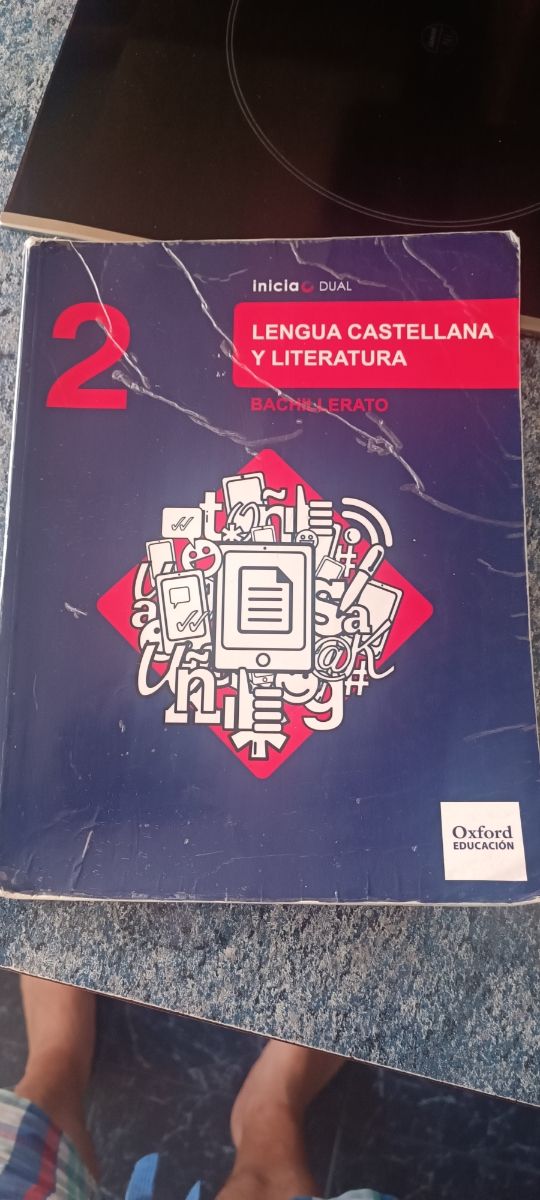 inicia DUAL
2
LENGUA CASTELLANA
Y LITERATURA
BACHILLERATO
Oxford
EDUCACIÓN